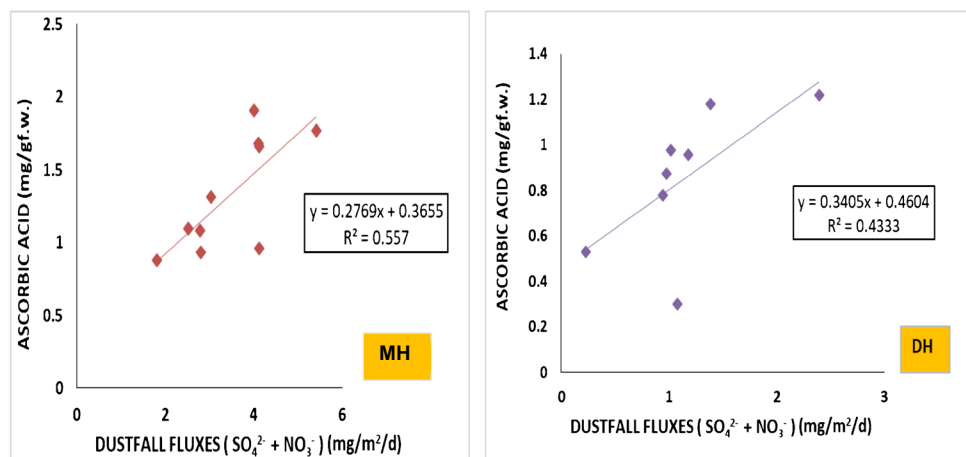 ASCORBIC ACID (mg/gf.w.)
2.5
2
1.5
1
0.5
0
0
2
4
6
y = 0.2769x + 0.3655
R² = 0.557
MH
DUSTFALL FLUXES ( SO₄²⁻ + NO₃⁻ ) (mg/m²/d)
ASCORBIC ACID (mg/gf.w.)
1.4
1.2
1
0.8
0.6
0.4
0.2
0
0
1
2
3
y = 0.3405x + 0.4604
R² = 0.4333
DH
DUSTFALL FLUXES ( SO₄²⁻ + NO₃⁻ ) (mg/m²/d)